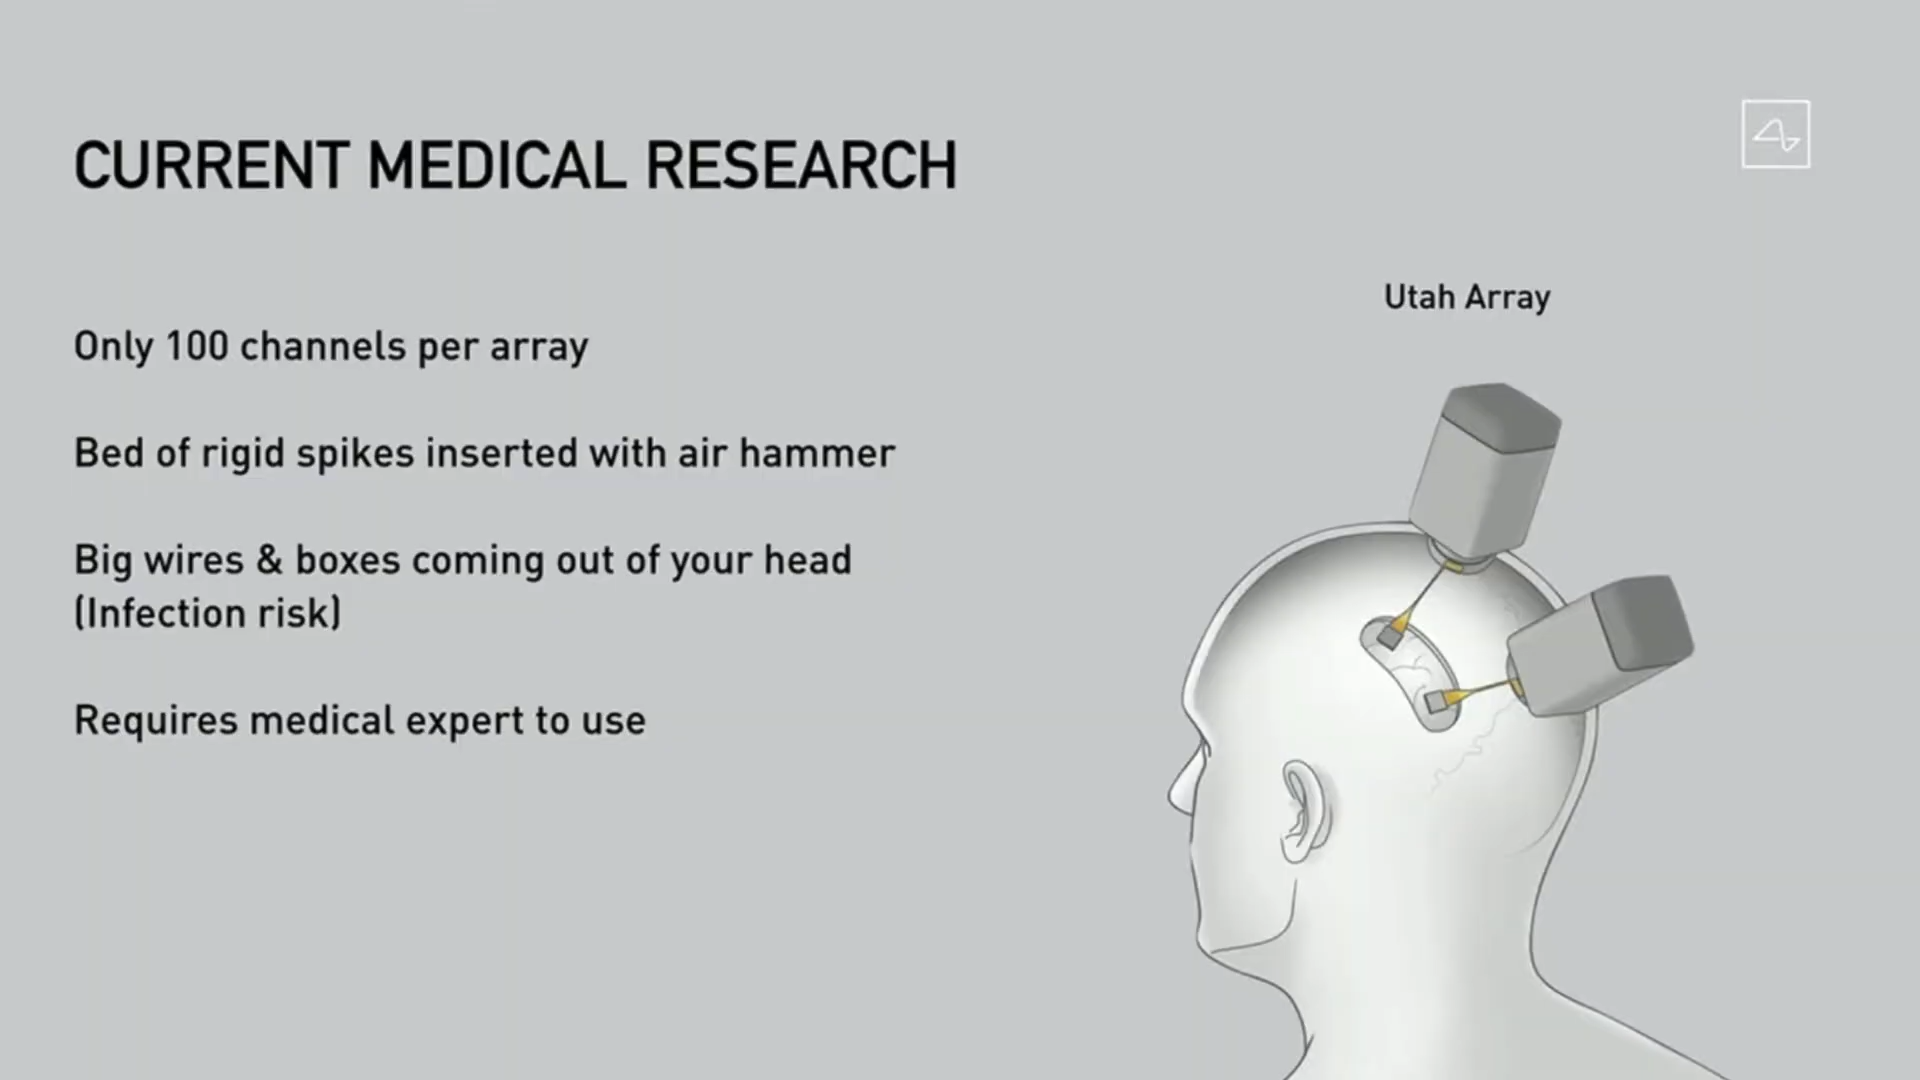 CURRENT MEDICAL RESEARCH
Only 100 channels per array
Bed of rigid spikes inserted with air hammer
Big wires & boxes coming out of your head
(Infection risk)
Requires medical expert to use
Utah Array